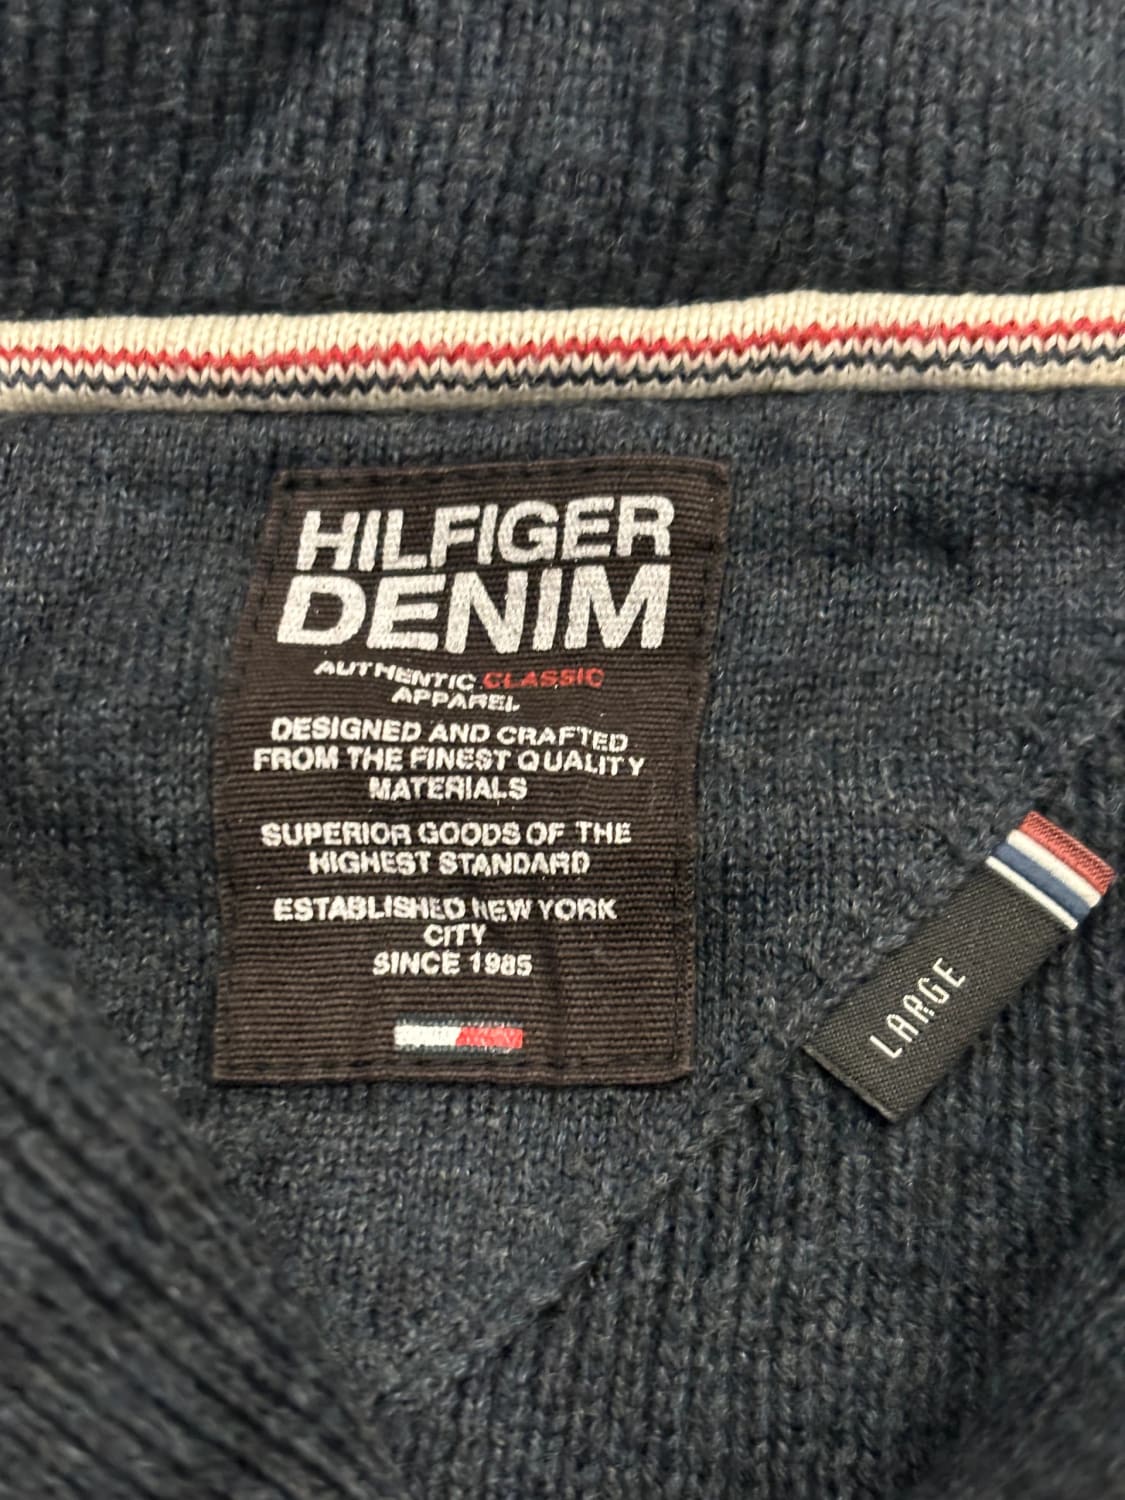 HILFIGER
DENIM
AUTHENTIC CLASSIC
APPAREL
DESIGNED AND CRAFTED
FROM THE FINEST QUALITY
MATERIALS
SUPERIOR GOODS OF THE
HIGHEST STANDARD
ESTABLISHED NEW YORK
CITY
SINCE 1985
LARGE